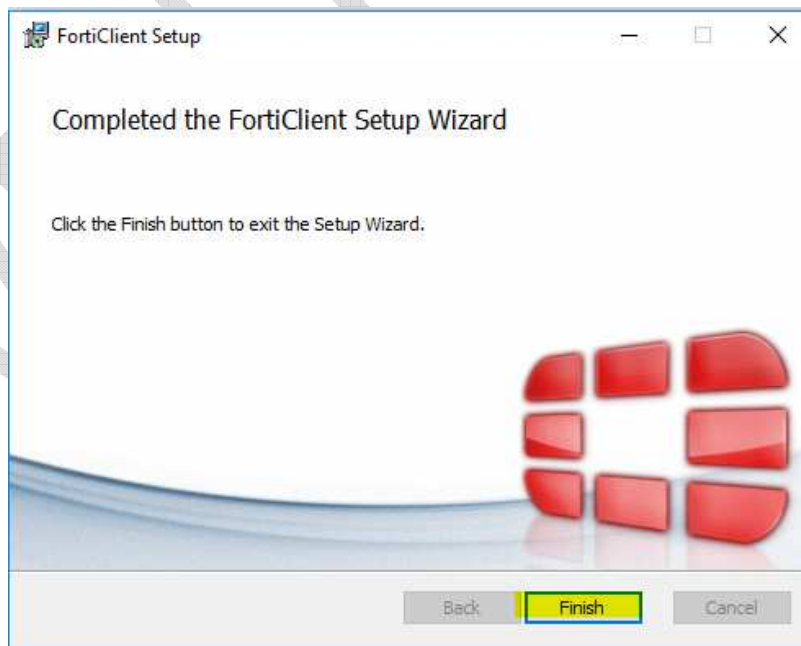 FortiClient Setup
Completed the FortiClient Setup Wizard
Click the Finish button to exit the Setup Wizard.
Back Finish Cancel